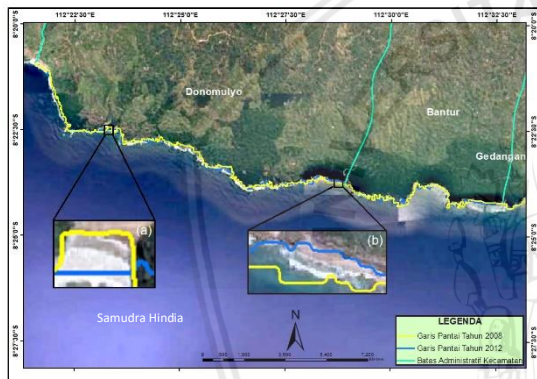 112°22'30"E 112°25'0"E 112°27'30"E 112°30'0"E 112°32'30"E
8°20'0"S 8°20'0"S
Donomulyo
Bantur
8°22'30"S 8°22'30"S
Gedangan
(a)
(b)
8°25'0"S 8°25'0"S
Samudra Hindia
N
LEGENDA
Garis Pantai Tahun 2008
Garis Pantai Tahun 2012
Batas Administratif Kecamatan
8°27'30"S 8°27'30"S